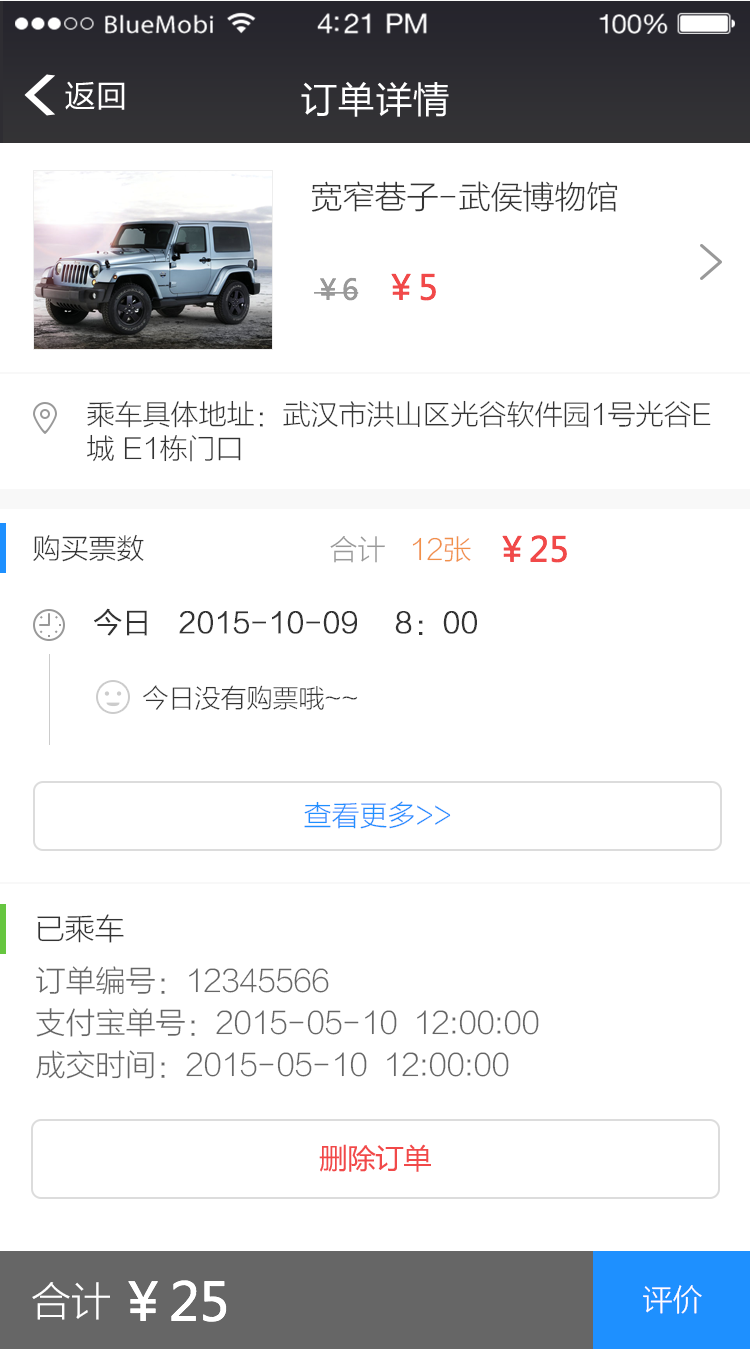 BlueMobi 4:21 PM 100%
返回 订单详情
宽窄巷子-武侯博物馆
¥6 ¥5
乘车具体地址：武汉市洪山区光谷软件园1号光谷E
城 E1栋门口
购买票数 合计 12张 ¥25
今日 2015-10-09 8：00
今日没有购票哦~~
查看更多>>
已乘车
订单编号：12345566
支付宝单号：2015-05-10 12:00:00
成交时间：2015-05-10 12:00:00
删除订单
合计 ¥25 评价